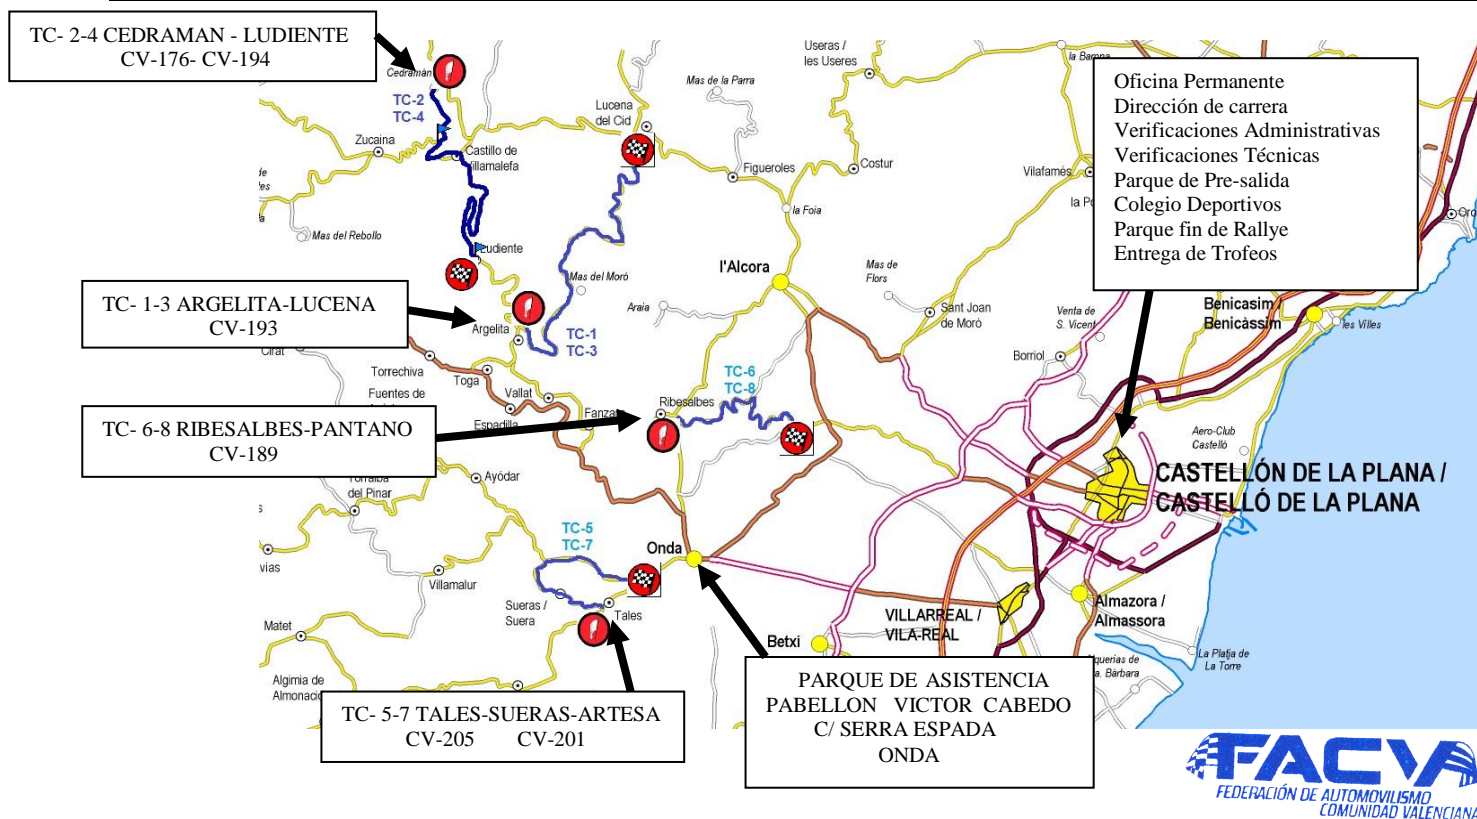 TC- 2-4 CEDRAMAN - LUDIENTE
CV-176- CV-194
Cedramán
TC-2
TC-4
Zucaina
Castillo de
Villamalefa
Mas del Rebollo
Ludiente
Lucena
del Cid
Mas de la Parra
Useras /
les Useres
la Barona
Figueroles
Costur
la Foia
Vilafamés
Oficina Permanente
Dirección de carrera
Verificaciones Administrativas
Verificaciones Técnicas
Parque de Pre-salida
Colegio Deportivos
Parque fin de Rallye
Entrega de Trofeos
TC- 1-3 ARGELITA-LUCENA
CV-193
Argelita
TC-1
TC-3
Mas del Moró
Araia
l'Alcora
Mas de
Flors
Sant Joan
de Moró
Venta de
S. Vicent
Borriol
Benicasim /
Benicàssim
les Villes
Cirat
Torrechiva
Toga
Vallat
Espadilla
Fuentes de
TC- 6-8 RIBESALBES-PANTANO
CV-189
Ribesalbes
TC-6
TC-8
Aero-Club
Castelló
CASTELLÓN DE LA PLANA /
CASTELLÓ DE LA PLANA
Ayódar
del Pinar
TC-5
TC-7
Onda
Villamalur
Sueras /
Suera
Tales
Matet
Algimia de
Betxí
VILLARREAL /
VILA-REAL
Almazora /
Almassora
La Platja de
La Torre
TC- 5-7 TALES-SUERAS-ARTESA
CV-205 CV-201
PARQUE DE ASISTENCIA
PABELLON VICTOR CABEDO
C/ SERRA ESPADA
ONDA
FACVA
FEDERACIÓN DE AUTOMOVILISMO
COMUNIDAD VALENCIANA